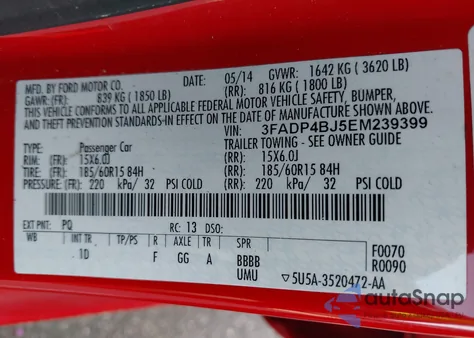 MFD. BY FORD MOTOR CO.
DATE: 05/14 GVWR: 1642 KG (3620 LB)
GAWR: (FR): 839 KG (1850 LB) (RR): 816 KG (1800 LB)
THIS VEHICLE CONFORMS TO ALL APPLICABLE FEDERAL MOTOR VEHICLE SAFETY, BUMPER,
AND THEFT PREVENTION STANDARDS IN EFFECT ON THE DATE OF MANUFACTURE SHOWN ABOVE.
VIN: 3FADP4BJ5EM239399
TYPE: Passenger Car TRAILER TOWING - SEE OWNER GUIDE
RIM: (FR) 15X6.0J (RR): 15X6.0J
TIRE: (FR): 185/60R15 84H (RR): 185/60R15 84H
PRESSURE: (FR): 220 kPa/ 32 PSI COLD (RR): 220 kPa/ 32 PSI COLD
EXT PNT: PQ RC: 13 DSO:
WB INT TR TP/PS R AXLE TR SPR F0070
1D F GG A BBBB R0090
UMU ▽5U5A-3520472-AA
autoSnap